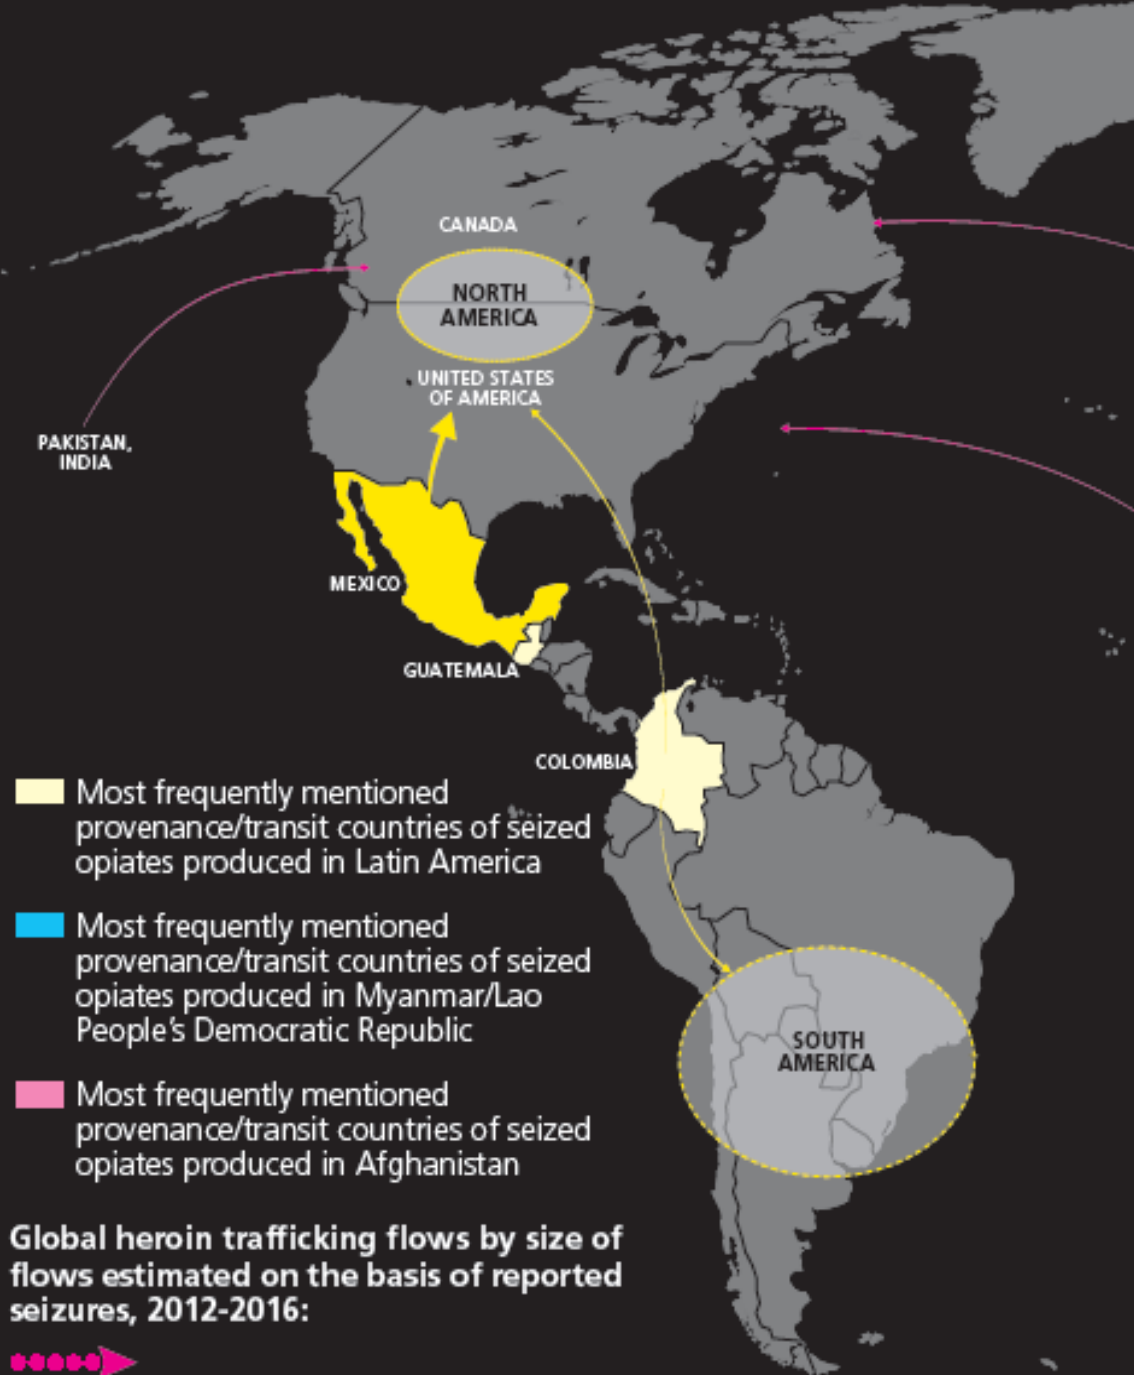 CANADA
NORTH
AMERICA
UNITED STATES
OF AMERICA
PAKISTAN,
INDIA
MEXICO
GUATEMALA
COLOMBIA
Most frequently mentioned
provenance/transit countries of seized
opiates produced in Latin America
Most frequently mentioned
provenance/transit countries of seized
opiates produced in Myanmar/Lao
People's Democratic Republic
Most frequently mentioned
provenance/transit countries of seized
opiates produced in Afghanistan
SOUTH
AMERICA
Global heroin trafficking flows by size of
flows estimated on the basis of reported
seizures, 2012-2016: